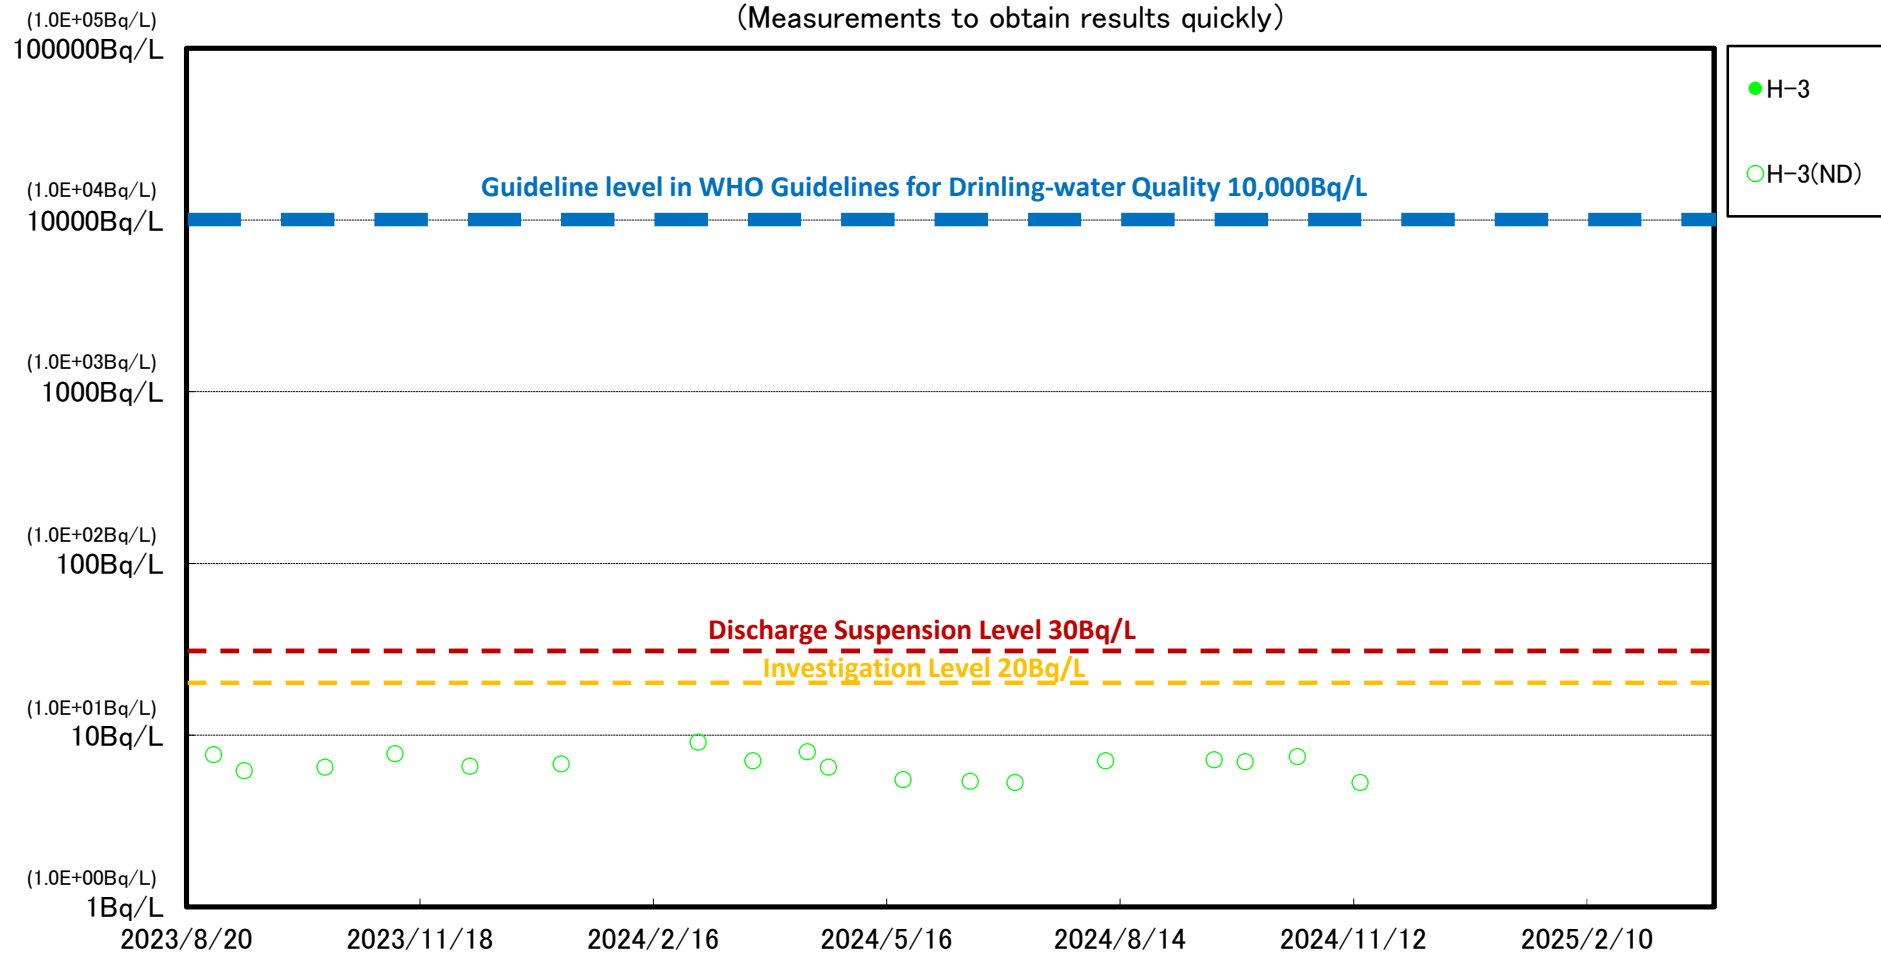 (Measurements to obtain results quickly)
(1.0E+05Bq/L)
100000Bq/L
H-3
H-3(ND)
(1.0E+04Bq/L)
10000Bq/L
Guideline level in WHO Guidelines for Drinling-water Quality 10,000Bq/L
(1.0E+03Bq/L)
1000Bq/L
(1.0E+02Bq/L)
100Bq/L
Discharge Suspension Level 30Bq/L
Investigation Level 20Bq/L
(1.0E+01Bq/L)
10Bq/L
(1.0E+00Bq/L)
1Bq/L
2023/8/20 2023/11/18 2024/2/16 2024/5/16 2024/8/14 2024/11/12 2025/2/10